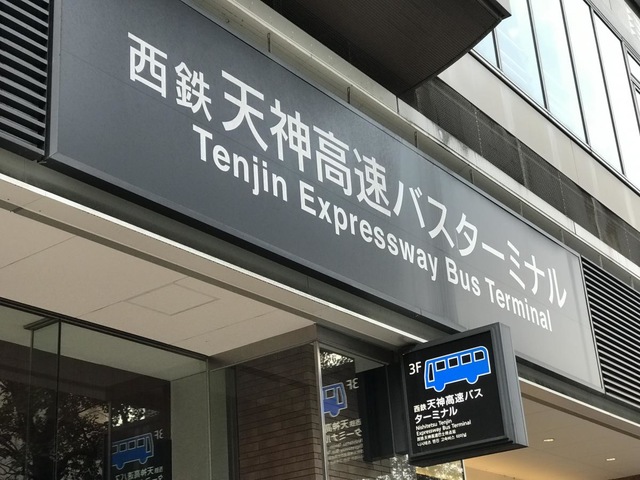 西鉄 天神高速バスターミナル
Tenjin Expressway Bus Terminal
3F
西鉄 天神高速バス
ターミナル
Nishitetsu Tenjin
Expressway Bus Terminal